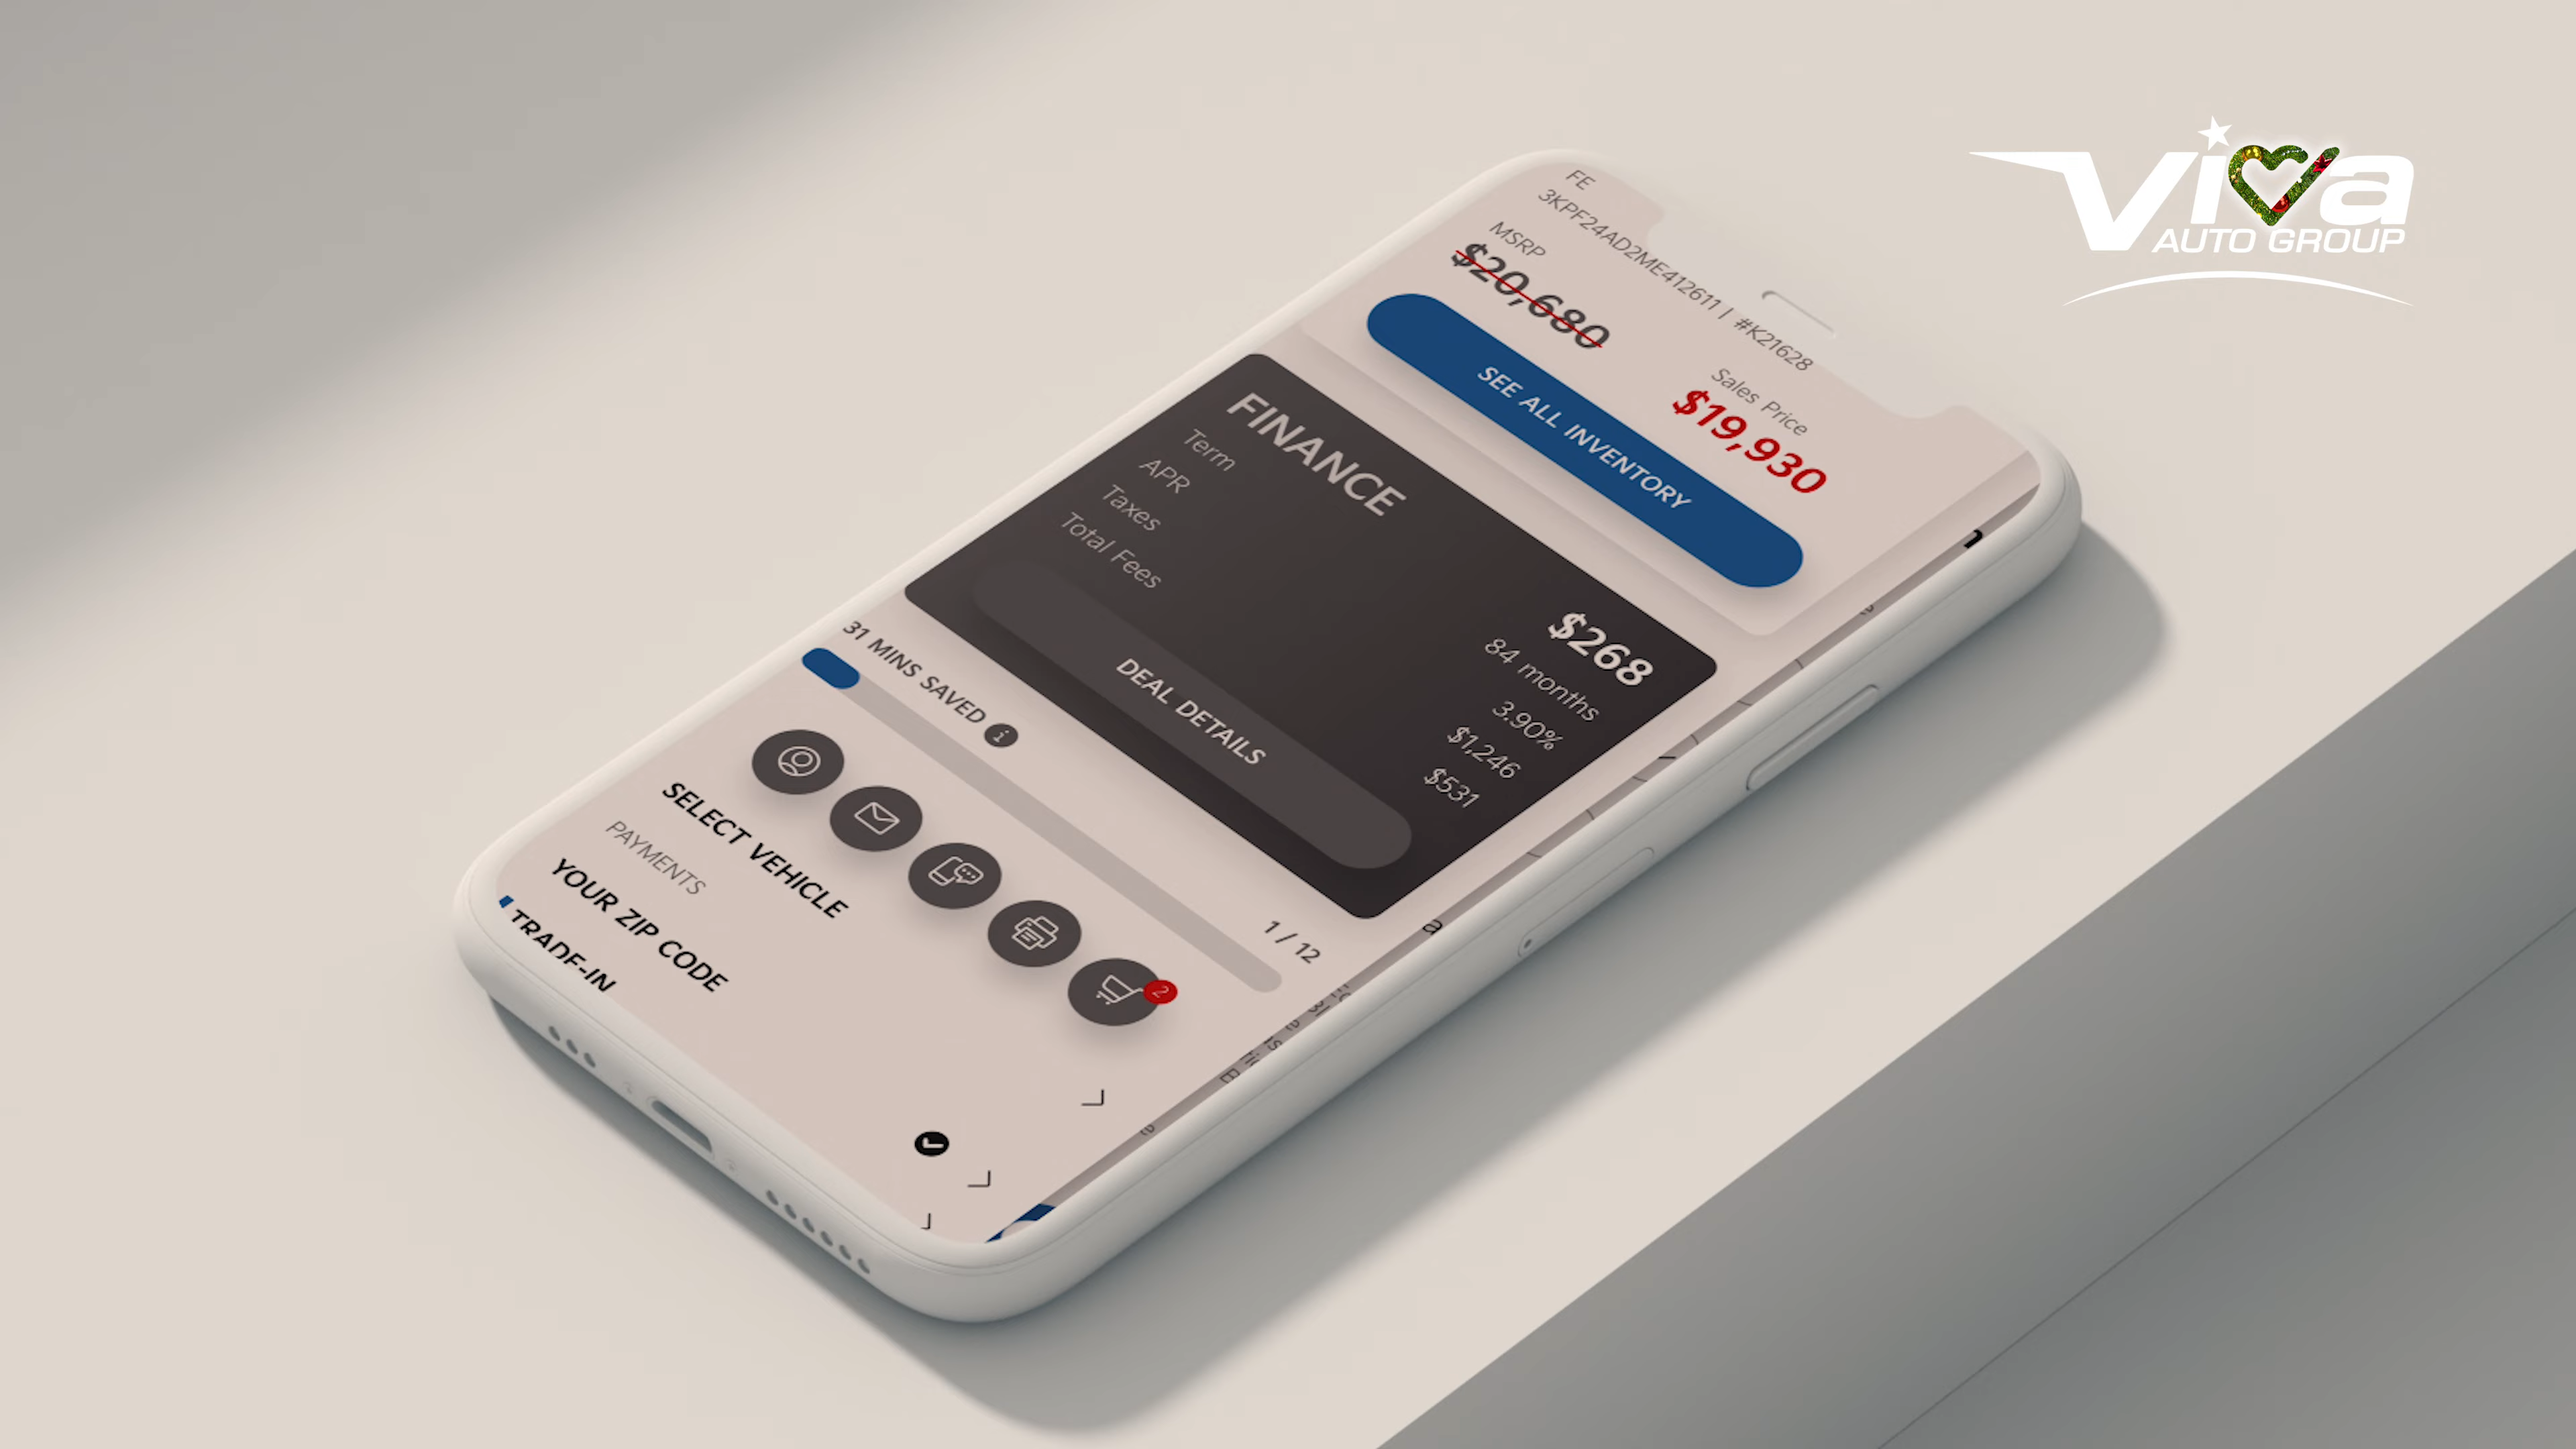 viva
AUTO GROUP
FE
3KPF24AD2ME412611 | #K21628
MSRP
$20,680
Sales Price
$19,930
SEE ALL INVENTORY
FINANCE
$268
Term
84 months
APR
3.90%
Taxes
$1,246
Total Fees
$531
DEAL DETAILS
31 MINS SAVED i
1 / 12
2
SELECT VEHICLE
PAYMENTS
YOUR ZIP CODE
TRADE-IN